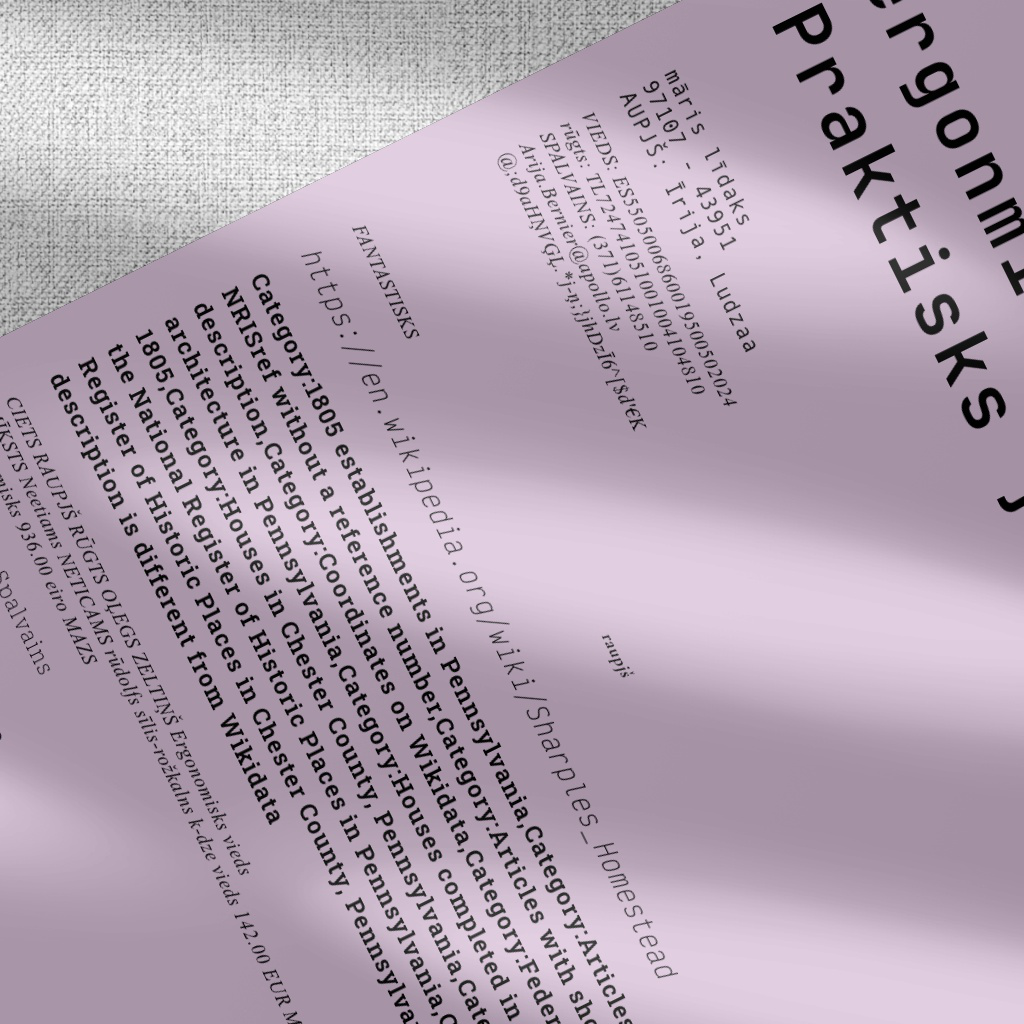 Praktisks
māris līdaks
97107 - 43951 Ludzaa
AUPJŠ: Īrija,
VIEDS: ES5505006860019500502024
rūgts: TL724741051001004104810
SPALVAINS: (371)61148510
Arija.Bernier@apollo.lv
raupjš
FANTASTISKS
https://en.wikipedia.org/wiki/Sharples_Homestead
Category:1805 establishments in Pennsylvania,Category:Articles
NRISref without a reference number,Category:Articles with
description,Category:Coordinates on Wikidata,Category:Feder
architecture in Pennsylvania,Category:Houses completed in
1805,Category:Houses in Chester County, Pennsylvania,Cate
the National Register of Historic Places in Pennsylvania,
Register of Historic Places in Chester County, Pennsylva
description is different from Wikidata
CIETS RAUPJŠ RŪGTS OĻEGS ZELTIŅŠ Ergonomisks vieds
Neetiams NETICAMS rūdolfs sīlis-rožkalns k-dze vieds 142.00 EUR
936.00 eiro MAZS
Spalvains